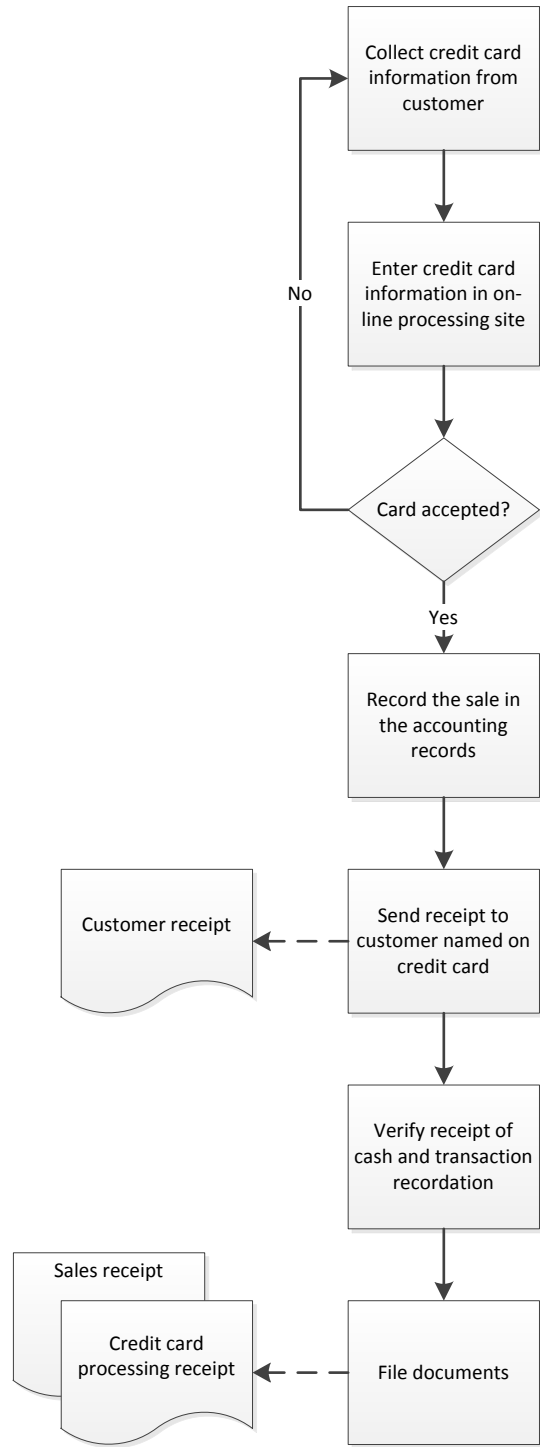 Collect credit card
information from
customer
Enter credit card
information in on-
line processing site
No
Card accepted?
Yes
Record the sale in
the accounting
records
Customer receipt
Send receipt to
customer named on
credit card
Verify receipt of
cash and transaction
recordation
Sales receipt
Credit card
processing receipt
File documents